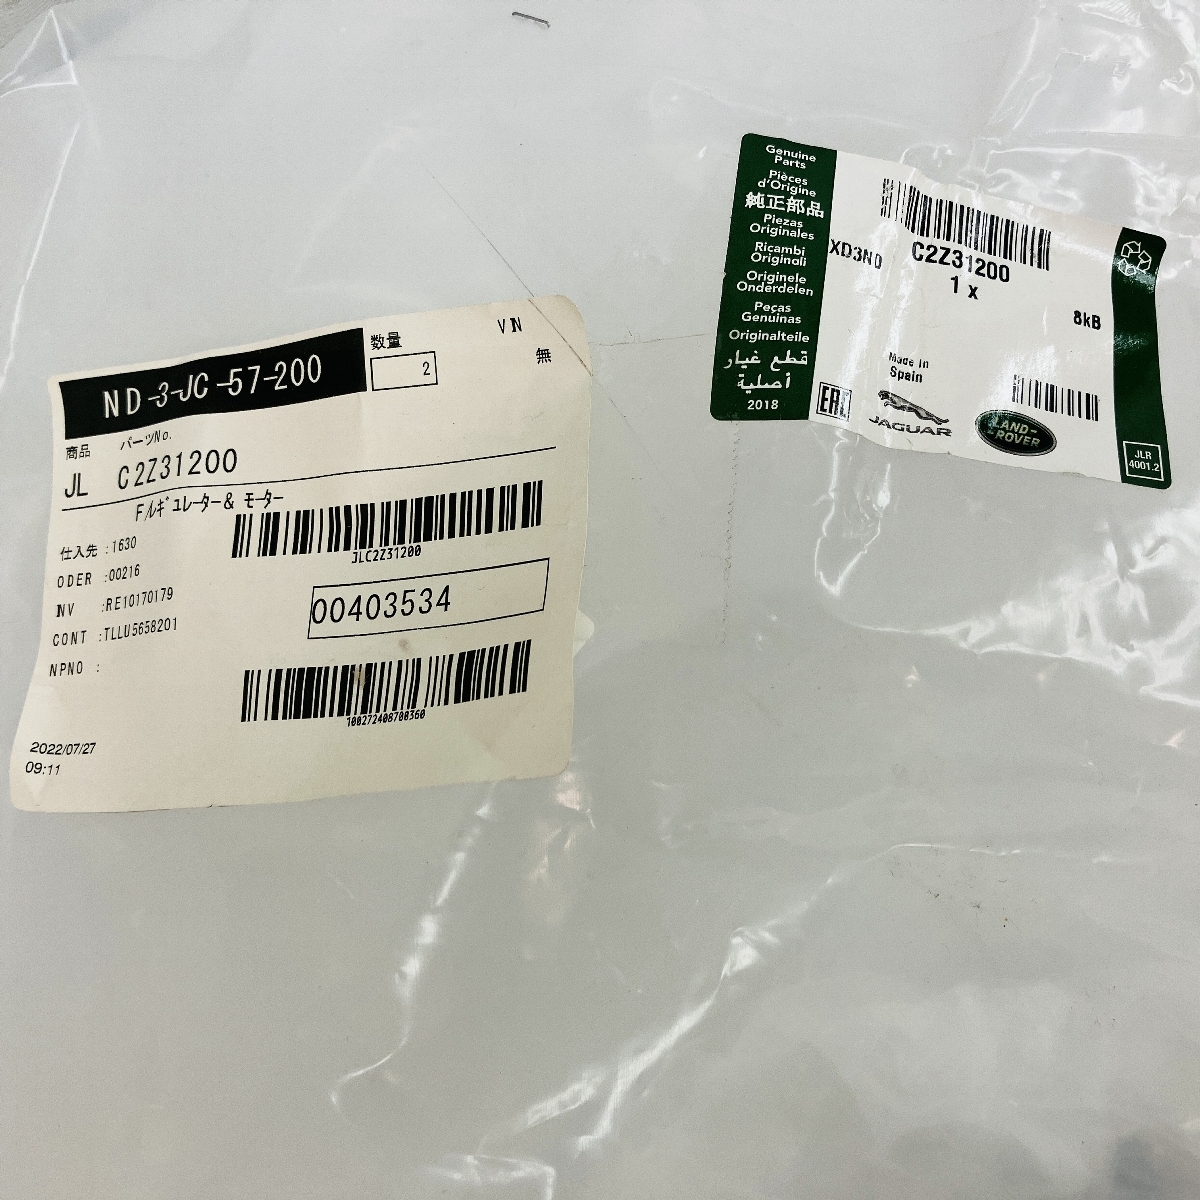 ND-3-JC-57-200
数量
2
VIN
無
商品
パーツNo.
JL
C2Z31200
F/レギュレーター& モーター
JLC2Z31200
仕入先 :1630
ODER :00216
INV :RE10170179
CONT :TLLU5658201
NPNO :
00403534
100272408700360
2022/07/27
09:11
Genuine
Parts
Pièces
d'Origine
純正部品
Piezas
Originales
Ricambi
Originali
Originele
Onderdelen
Peças
Genuinas
Originalteile
قطع غيار
أصلية
2018
XD3N0
C2Z31200
1 x
8kB
Made In
Spain
EAC
JAGUAR
LAND-
-ROVER
JLR
4001.2